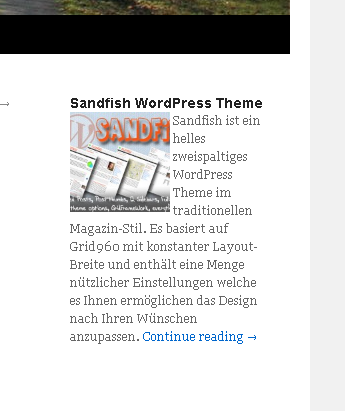 →
Sandfish WordPress Theme
SANDFI
Sandfish ist ein
helles
zweispaltiges
WordPress
Theme im
traditionellen
Magazin-Stil. Es basiert auf
Grid960 mit konstanter Layout-
Breite und enthält eine Menge
nützlicher Einstellungen welche
es Ihnen ermöglichen das Design
nach Ihren Wünschen
anzupassen. Continue reading →